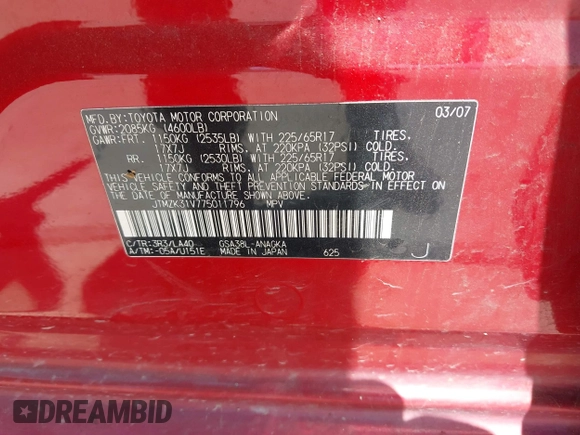 MFD.BY:TOYOTA MOTOR CORPORATION 03/07
GVWR:2085KG (4600LB)
GAWR:FRT. 1150KG (2535LB) WITH 225/65R17 TIRES,
17X7J RIMS, AT 220KPA (32PSI) COLD.
RR. 1150KG (2530LB) WITH 225/65R17 TIRES,
17X7J RIMS, AT 220KPA (32PSI) COLD.
THIS VEHICLE CONFORMS TO ALL APPLICABLE FEDERAL MOTOR
VEHICLE SAFETY AND THEFT PREVENTION STANDARDS IN EFFECT ON
THE DATE OF MANUFACTURE SHOWN ABOVE.
JTMZK31V775011796 MPV
C/TR:3R3/LA40 GSA38L-ANAGKA
A/TM:-05A/U151E MADE IN JAPAN 625 J
DREAMBID